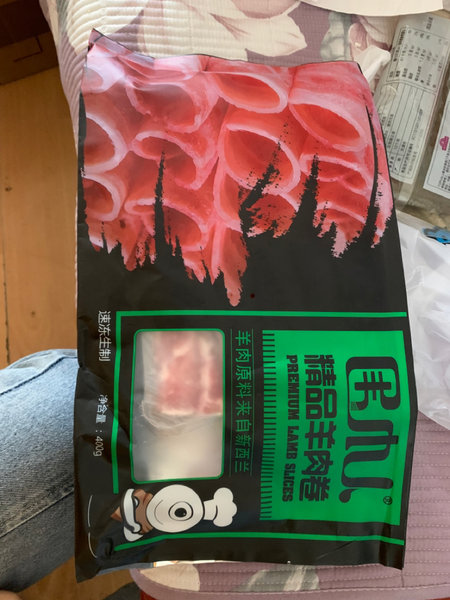 ®
精品羊肉卷
PREMIUM LAMB SLICES
羊肉原料来自新西兰
速冻生制
净含量:400g